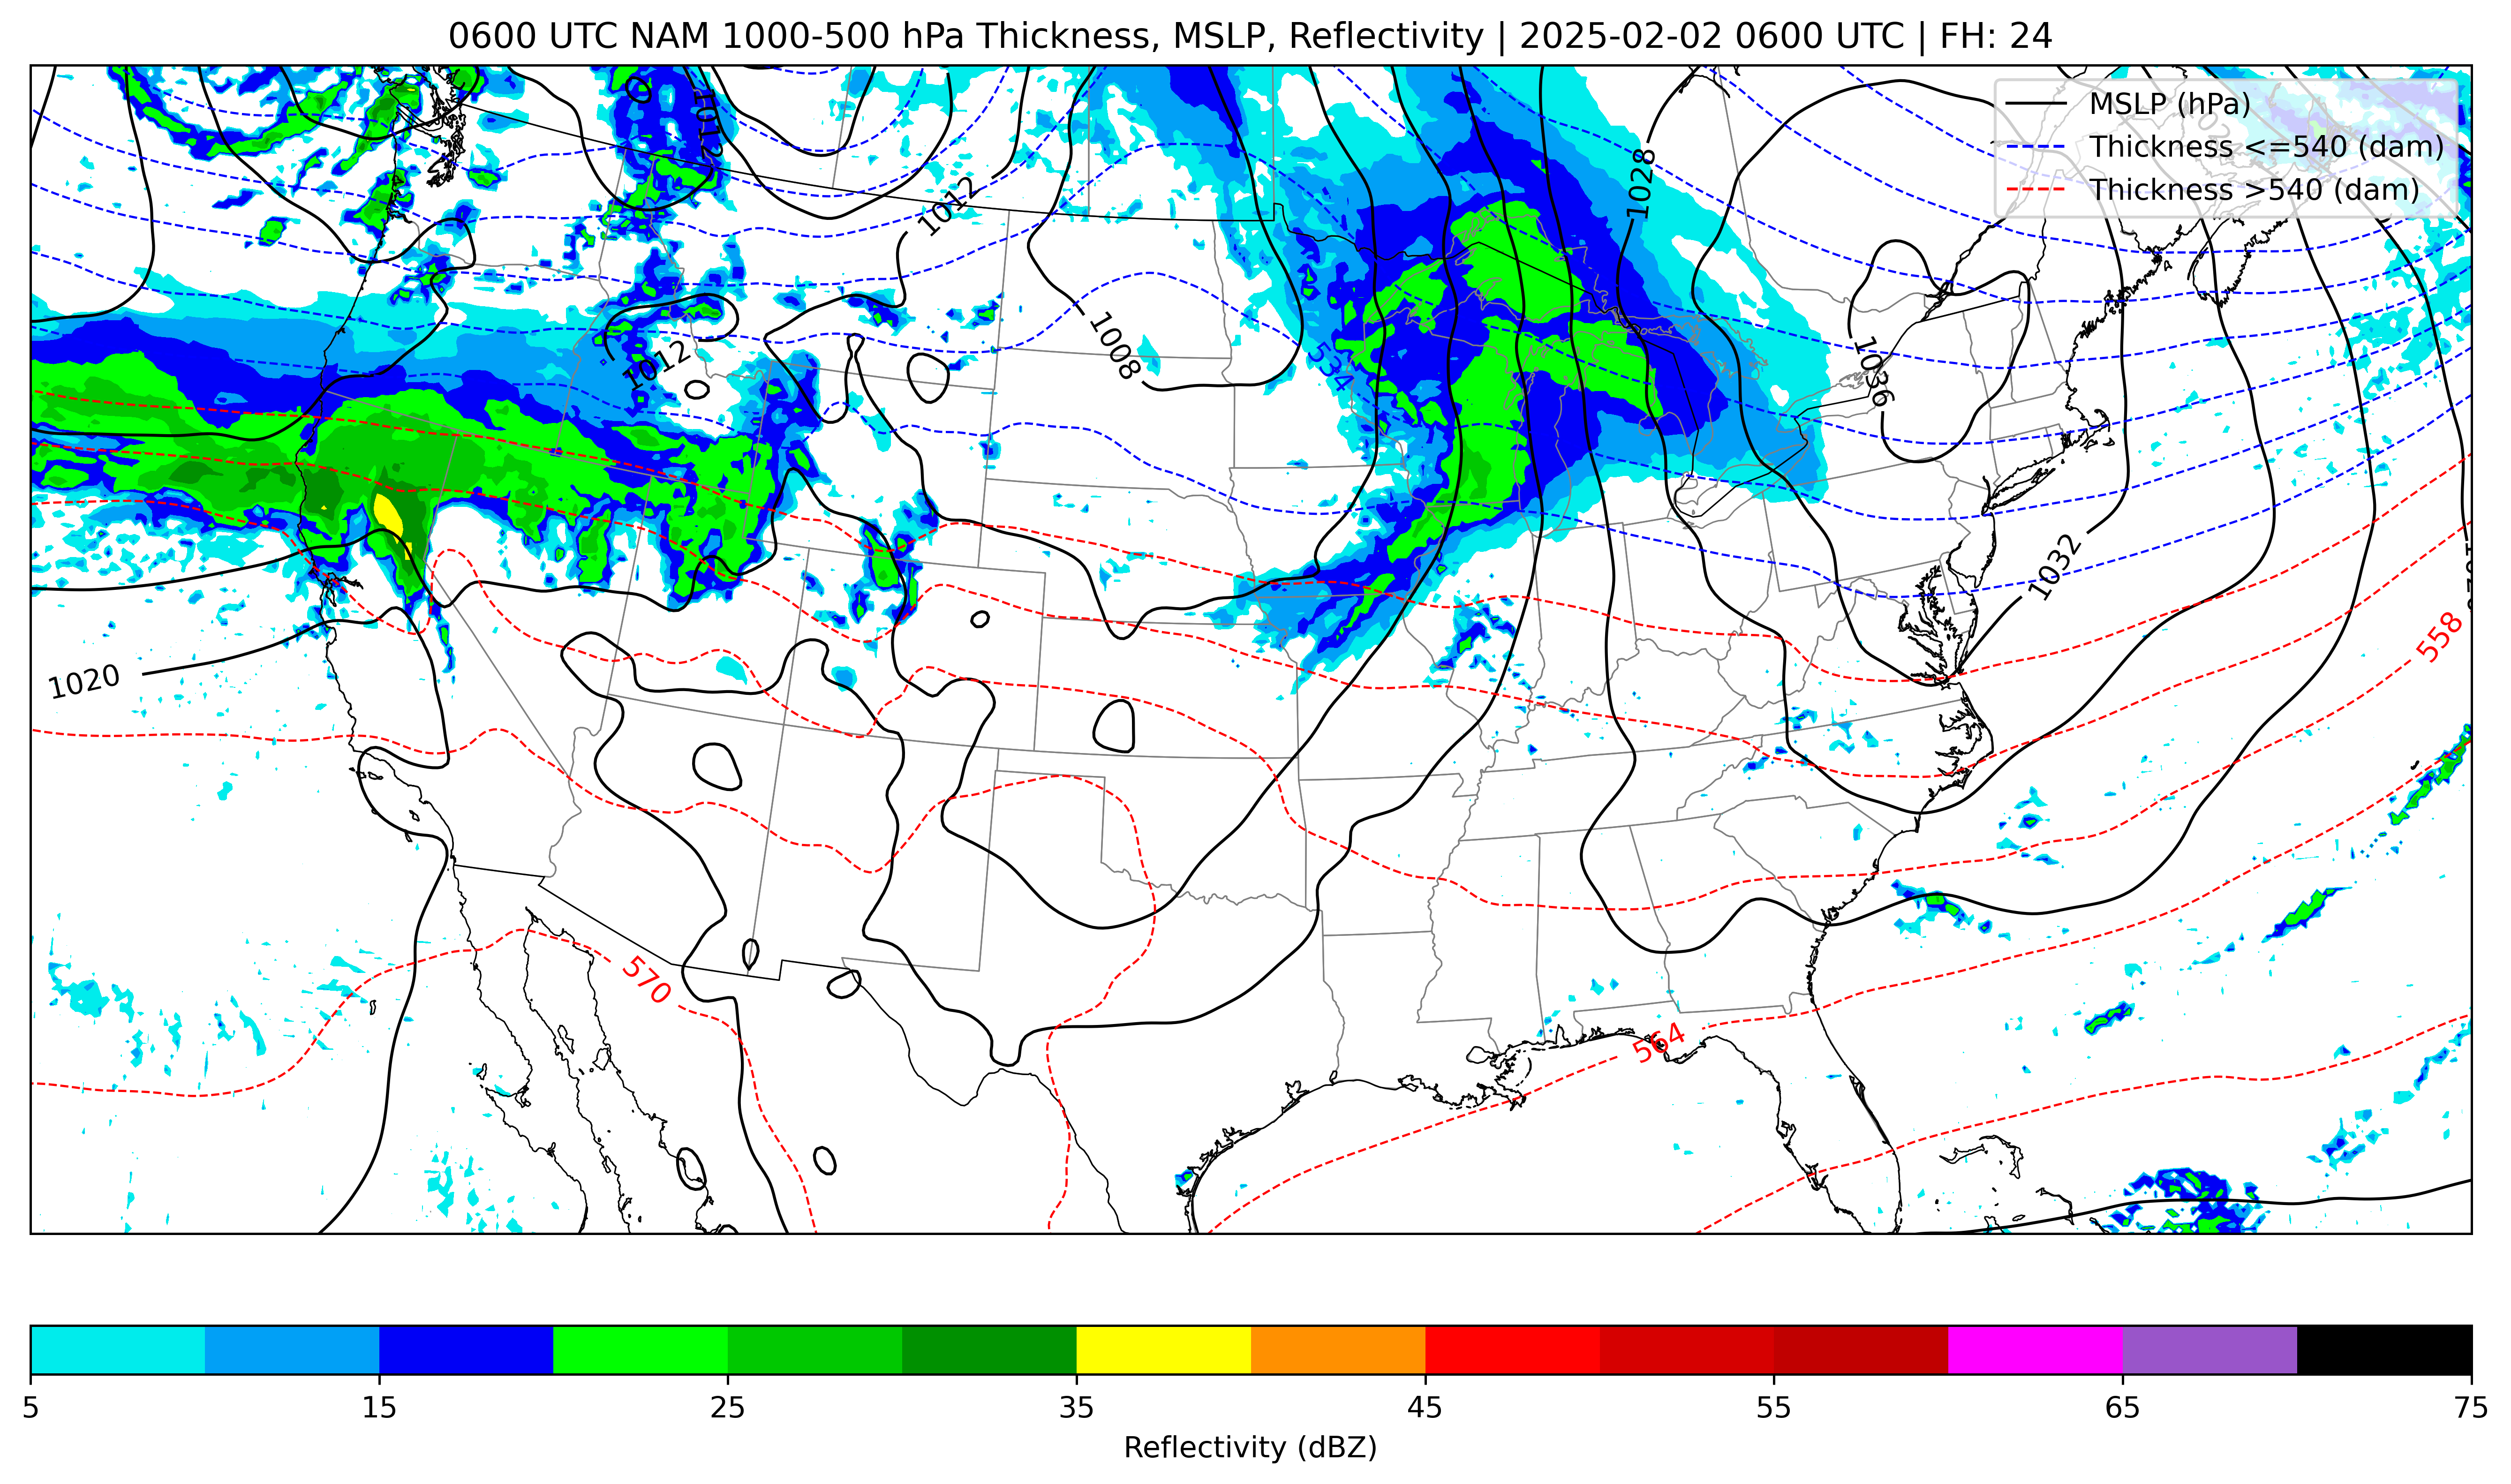 0600 UTC NAM 1000-500 hPa Thickness, MSLP, Reflectivity | 2025-02-02 0600 UTC | FH: 24
MSLP (hPa)
Thickness <=540 (dam)
Thickness >540 (dam)
1012
1028
1012
1008
1012
534
1036
1032
558
1020
570
564
5 15 25 35 45 55 65 75
Reflectivity (dBZ)